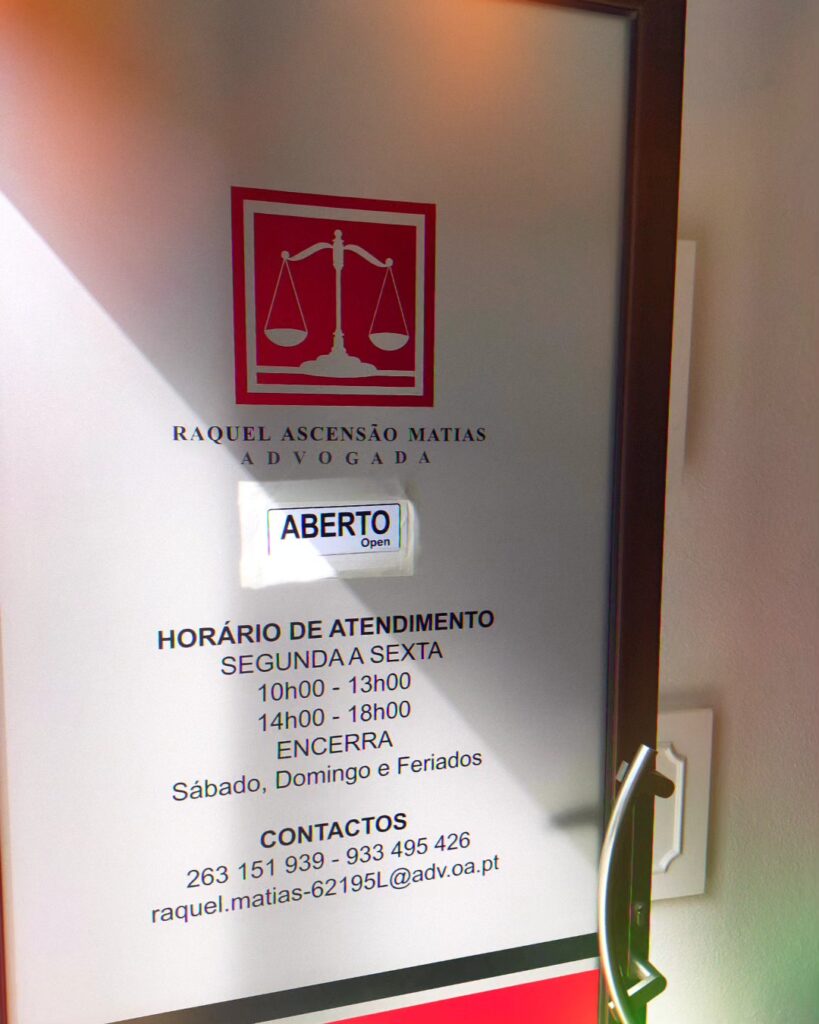 RAQUEL ASCENSÃO MATIAS
ADVOGADA
ABERTO
Open
HORÁRIO DE ATENDIMENTO
SEGUNDA A SEXTA
10h00 - 13h00
14h00 - 18h00
ENCERRA
Sábado, Domingo e Feriados
CONTACTOS
263 151 939 - 933 495 426
raquel.matias-62195L@adv.oa.pt